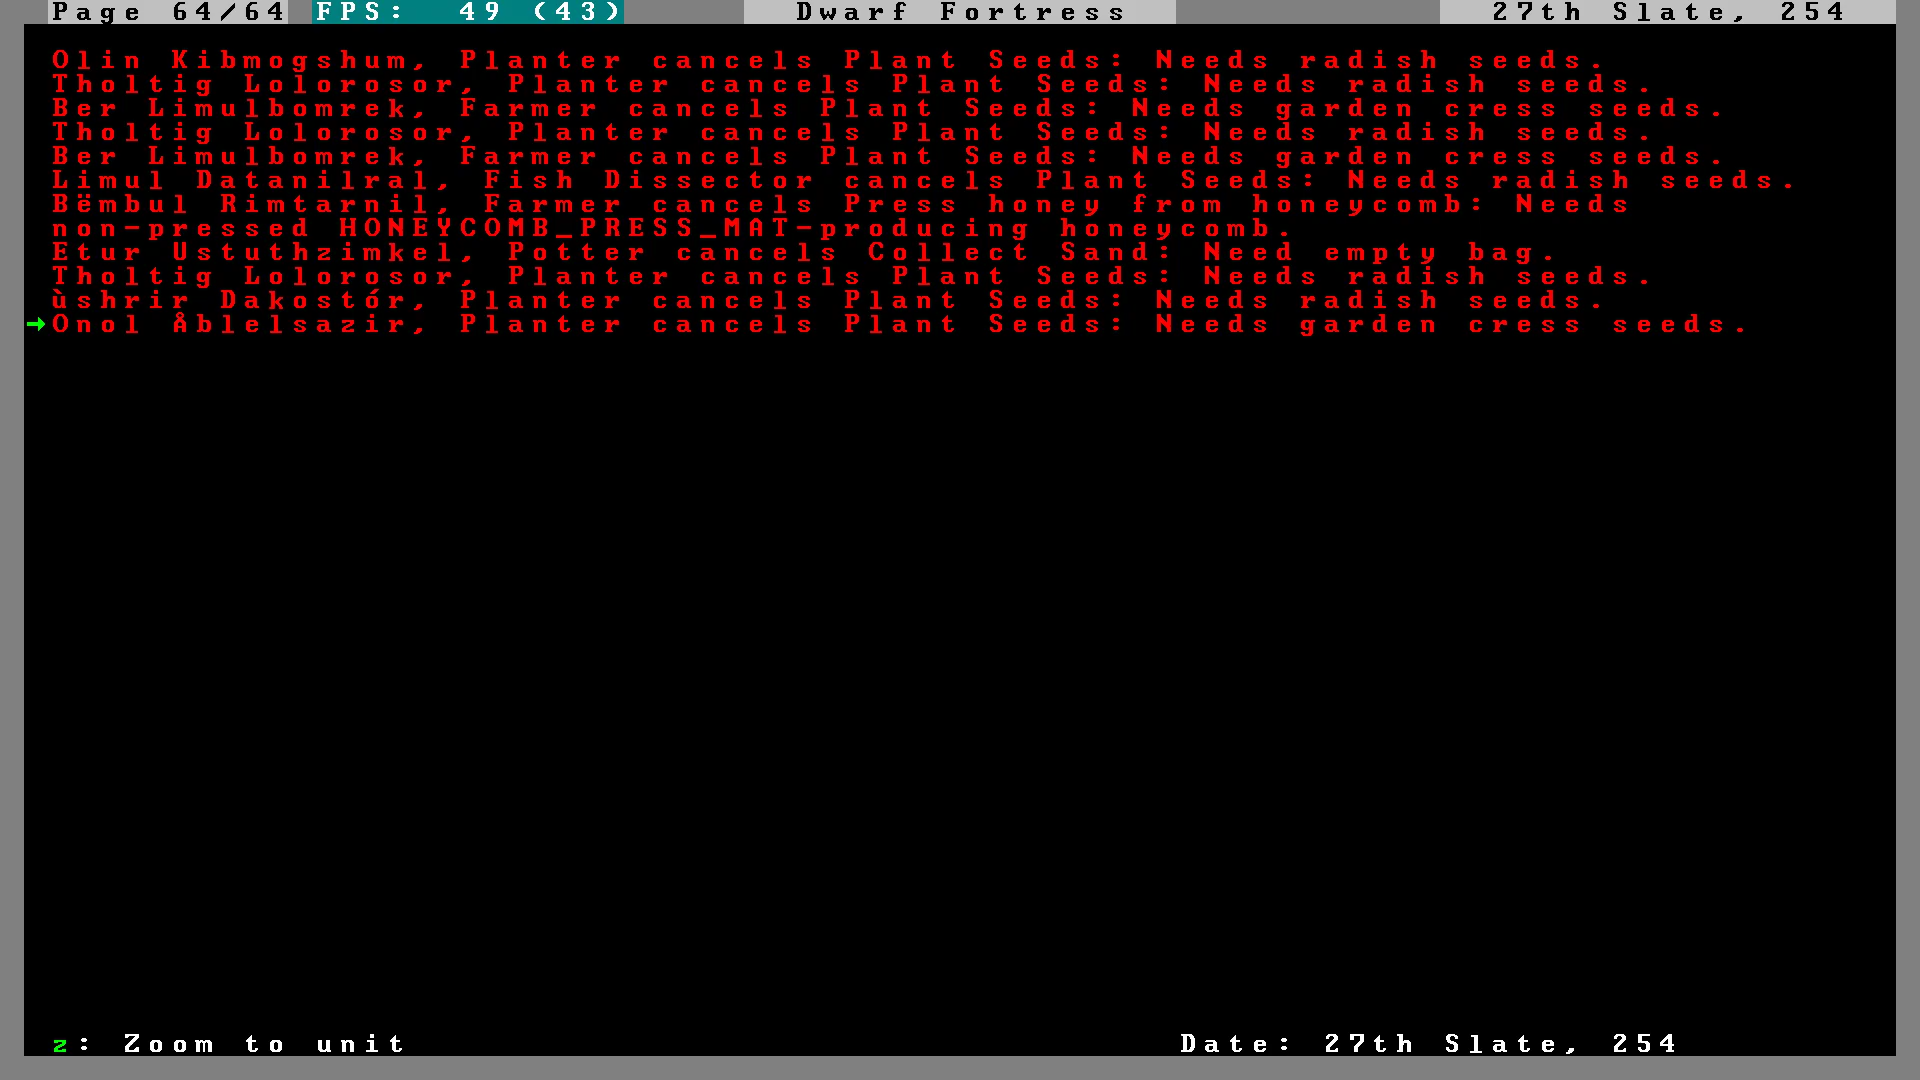 Page 64/64 FPS: 49 (43) Dwarf Fortress 27th Slate, 254
Olin Kibmogshum, Planter cancels Plant Seeds: Needs radish seeds.
Tholtig Lolorosor, Planter cancels Plant Seeds: Needs radish seeds.
Ber Limulbomrek, Farmer cancels Plant Seeds: Needs garden cress seeds.
Tholtig Lolorosor, Planter cancels Plant Seeds: Needs radish seeds.
Ber Limulbomrek, Farmer cancels Plant Seeds: Needs garden cress seeds.
Limul Datanilral, Fish Dissector cancels Plant Seeds: Needs radish seeds.
Bëmbul Rimtarnil, Farmer cancels Press honey from honeycomb: Needs
non-pressed HONEYCOMB_PRESS_MAT-producing honeycomb.
Etur Ustuthzimkel, Potter cancels Collect Sand: Need empty bag.
Tholtig Lolorosor, Planter cancels Plant Seeds: Needs radish seeds.
ùshrir Dakostór, Planter cancels Plant Seeds: Needs radish seeds.
→Onol Åblelsazir, Planter cancels Plant Seeds: Needs garden cress seeds.
z: Zoom to unit Date: 27th Slate, 254